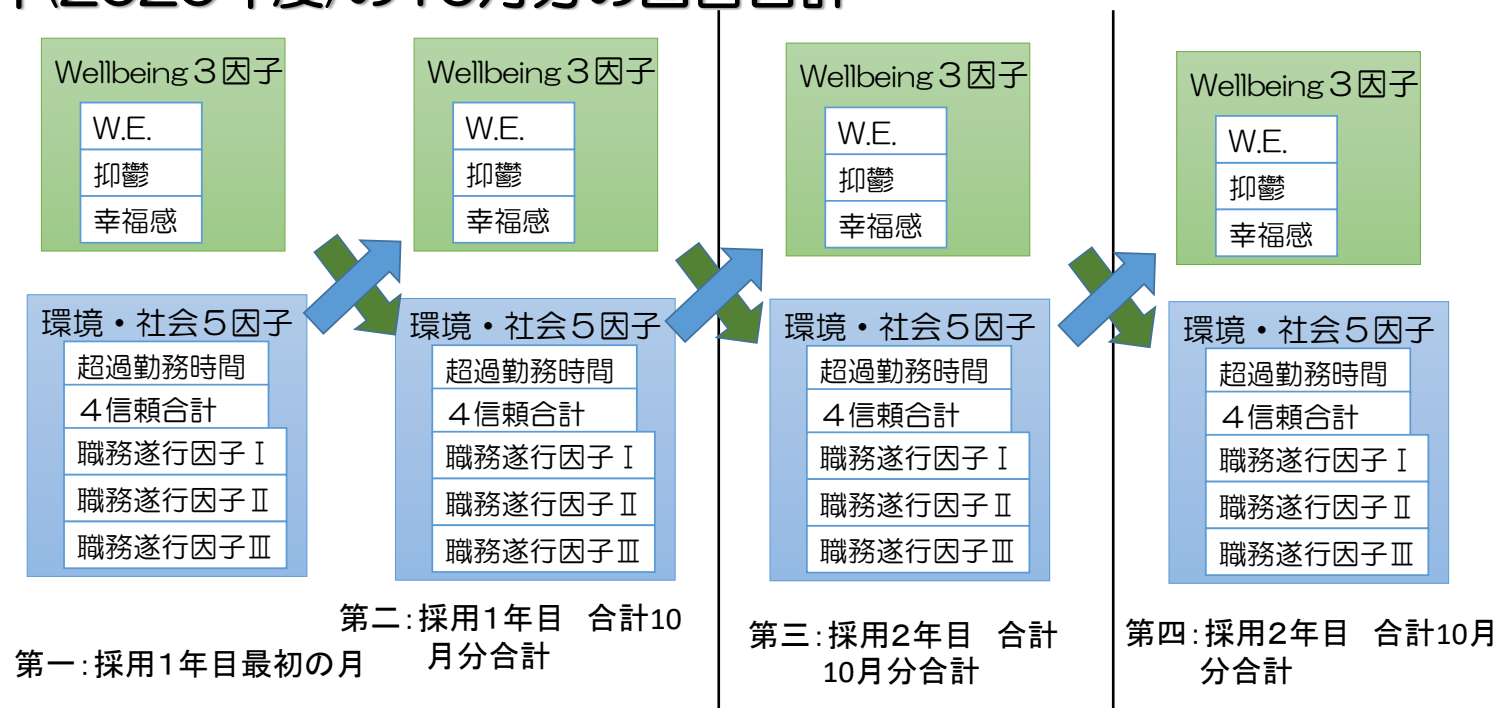 Wellbeing3因子
W.E.
抑鬱
幸福感
環境・社会5因子
超過勤務時間
4信頼合計
職務遂行因子Ⅰ
職務遂行因子Ⅱ
職務遂行因子Ⅲ
第一:採用1年目最初の月
Wellbeing3因子
W.E.
抑鬱
幸福感
環境・社会5因子
超過勤務時間
4信頼合計
職務遂行因子Ⅰ
職務遂行因子Ⅱ
職務遂行因子Ⅲ
第二:採用1年目 合計10
月分合計
Wellbeing3因子
W.E.
抑鬱
幸福感
環境・社会5因子
超過勤務時間
4信頼合計
職務遂行因子Ⅰ
職務遂行因子Ⅱ
職務遂行因子Ⅲ
第三:採用2年目 合計
10月分合計
Wellbeing3因子
W.E.
抑鬱
幸福感
環境・社会5因子
超過勤務時間
4信頼合計
職務遂行因子Ⅰ
職務遂行因子Ⅱ
職務遂行因子Ⅲ
第四:採用2年目 合計10月
分合計